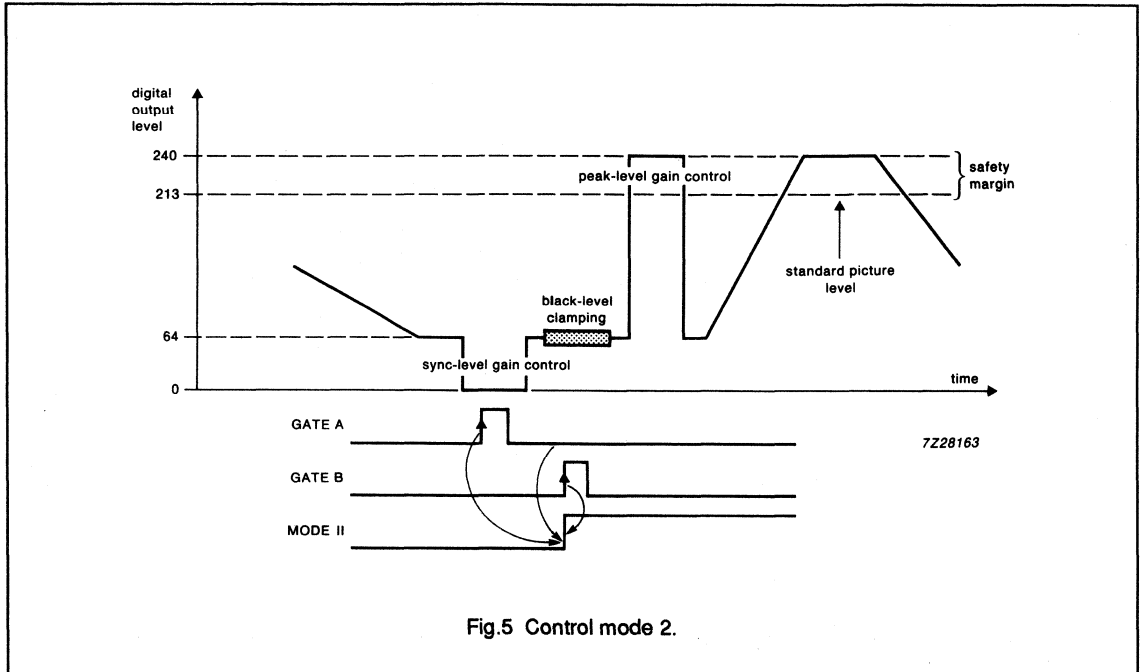 digital
output
level
240
213
64
0
peak-level gain control
safety
margin
standard picture
level
black-level
clamping
sync-level gain control
time
GATE A
GATE B
MODE II
7Z28163
Fig.5 Control mode 2.